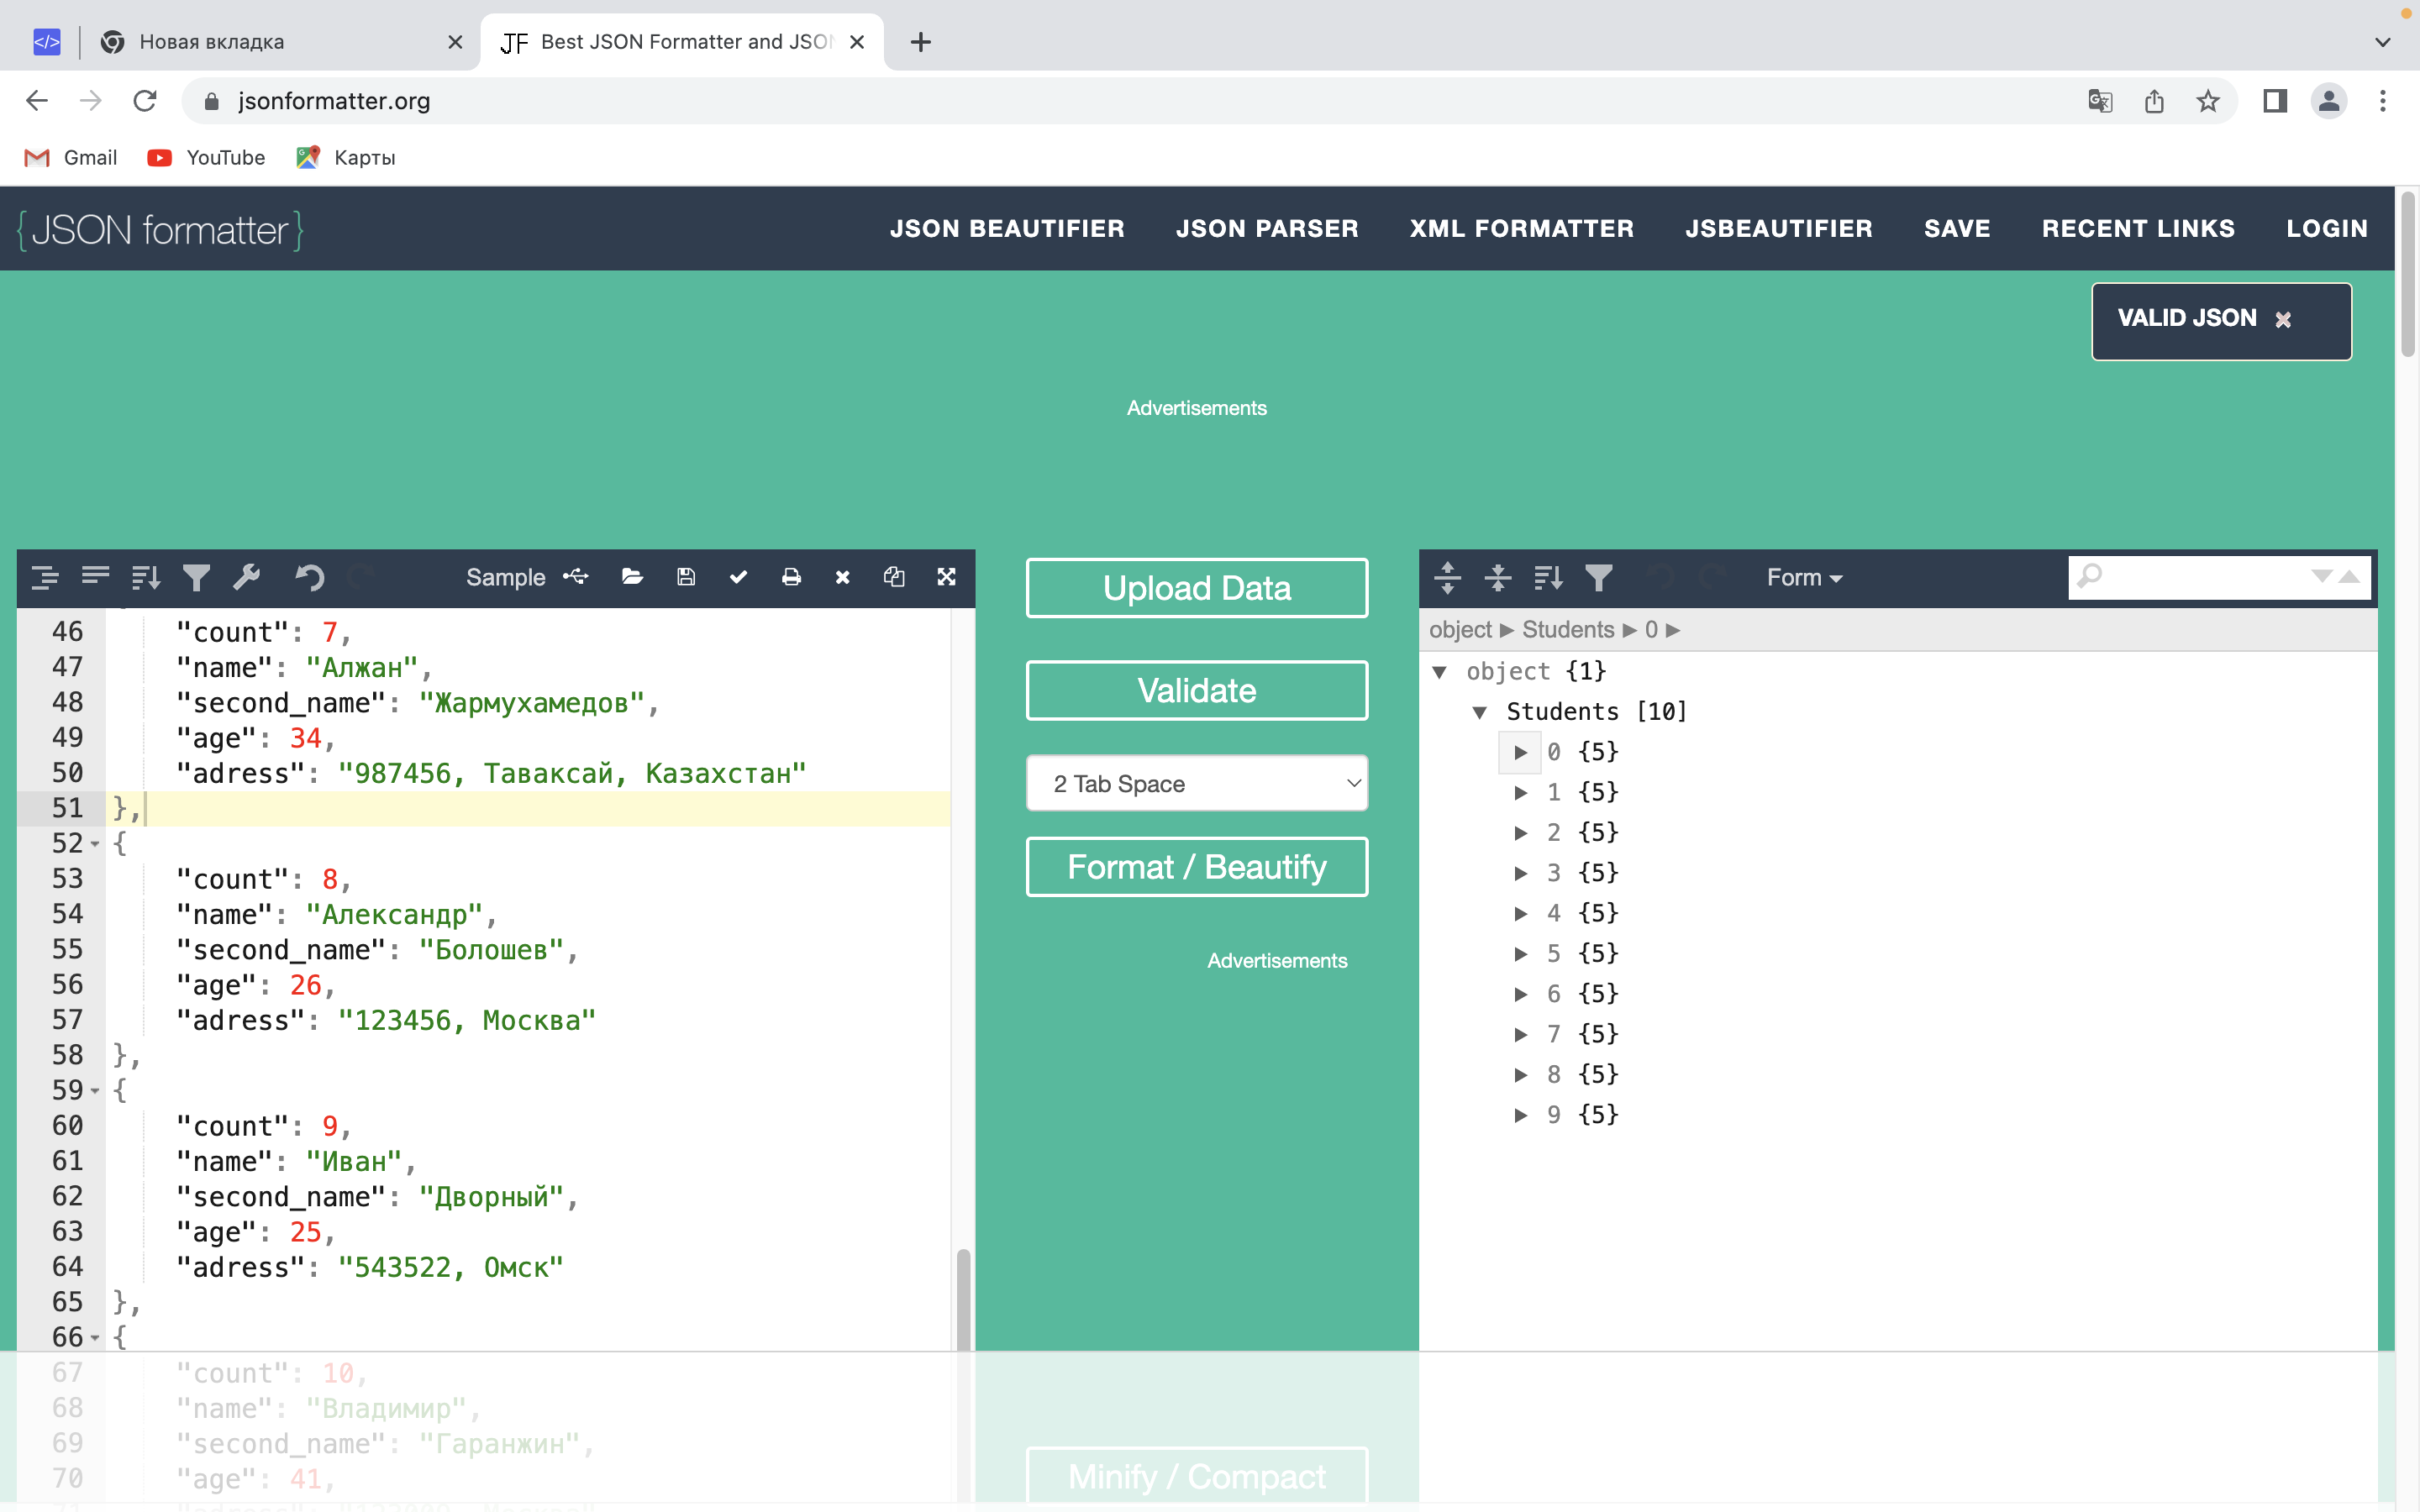 </> Новая вкладка
JF Best JSON Formatter and JSON
jsonformatter.org
Gmail YouTube Карты
{JSON formatter} JSON BEAUTIFIER JSON PARSER XML FORMATTER JSBEAUTIFIER SAVE RECENT LINKS LOGIN
VALID JSON
Advertisements
Sample
46 "count": 7,
47 "name": "Алжан",
48 "second_name": "Жармухамедов",
49 "age": 34,
50 "adress": "987456, Таваксай, Казахстан"
51 },
52 {
53 "count": 8,
54 "name": "Александр",
55 "second_name": "Болошев",
56 "age": 26,
57 "adress": "123456, Москва"
58 },
59 {
60 "count": 9,
61 "name": "Иван",
62 "second_name": "Дворный",
63 "age": 25,
64 "adress": "543522, Омск"
65 },
66 {
67 "count": 10,
68 "name": "Владимир",
69 "second_name": "Гаранжин",
70 "age": 41,
Upload Data
Validate
2 Tab Space
Format / Beautify
Advertisements
Minify / Compact
Form
object ▶ Students ▶ 0 ▶
object {1}
Students [10]
0 {5}
1 {5}
2 {5}
3 {5}
4 {5}
5 {5}
6 {5}
7 {5}
8 {5}
9 {5}